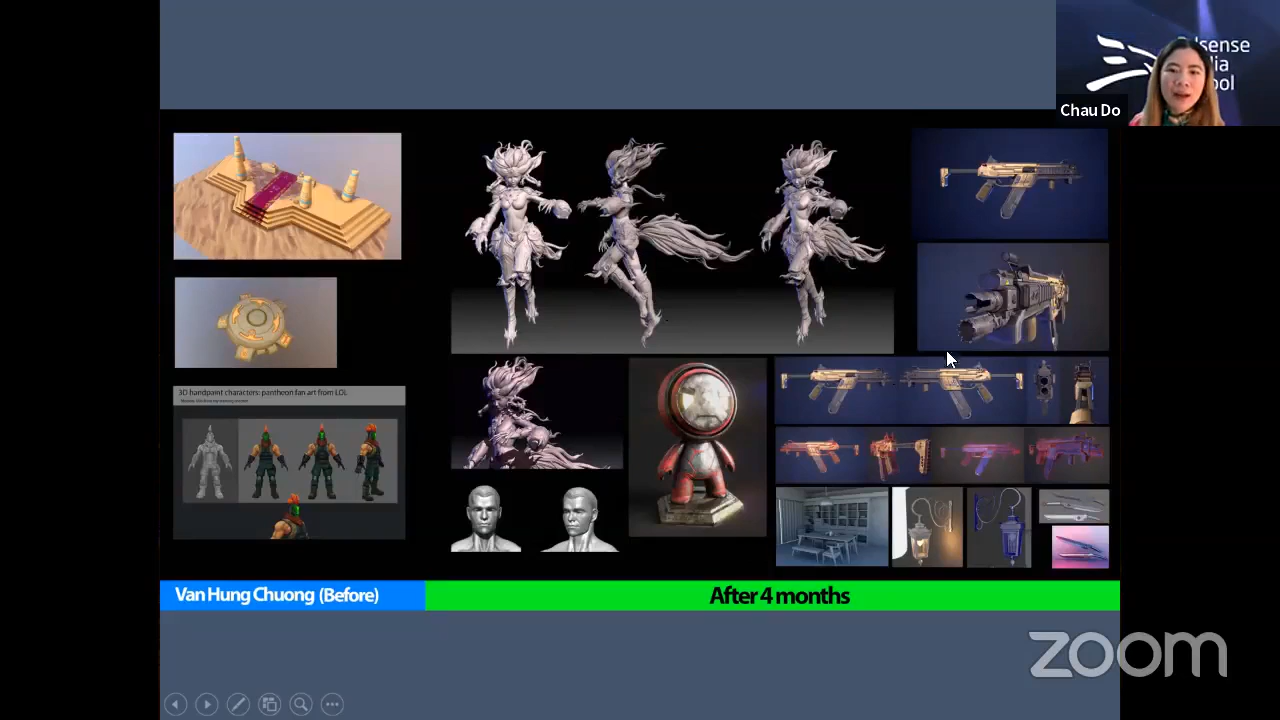 Chau Do
3D handpaint characters: pantheon fan art from LOL
Van Hung Chuong (Before)
After 4 months
zoom